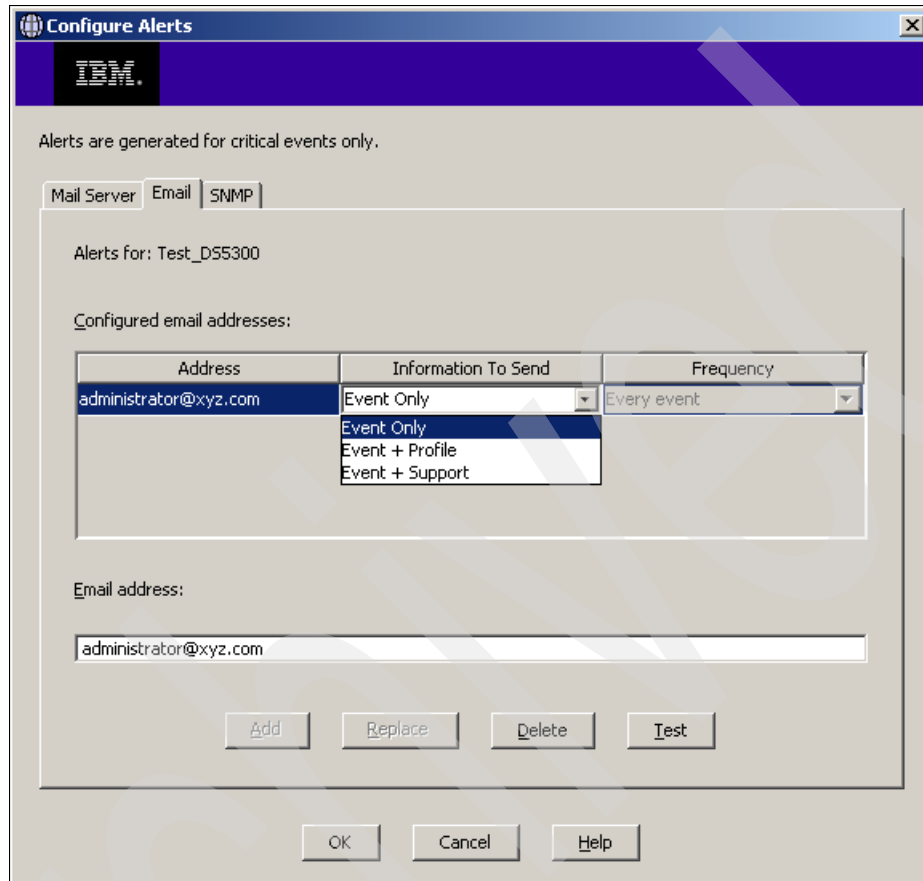 Configure Alerts
IBM.
Alerts are generated for critical events only.
Mail Server Email SNMP
Alerts for: Test_DS5300
Configured email addresses:
Address Information To Send Frequency
administrator@xyz.com Event Only Every event
Event Only
Event + Profile
Event + Support
Email address:
administrator@xyz.com
Add Replace Delete Test
OK Cancel Help